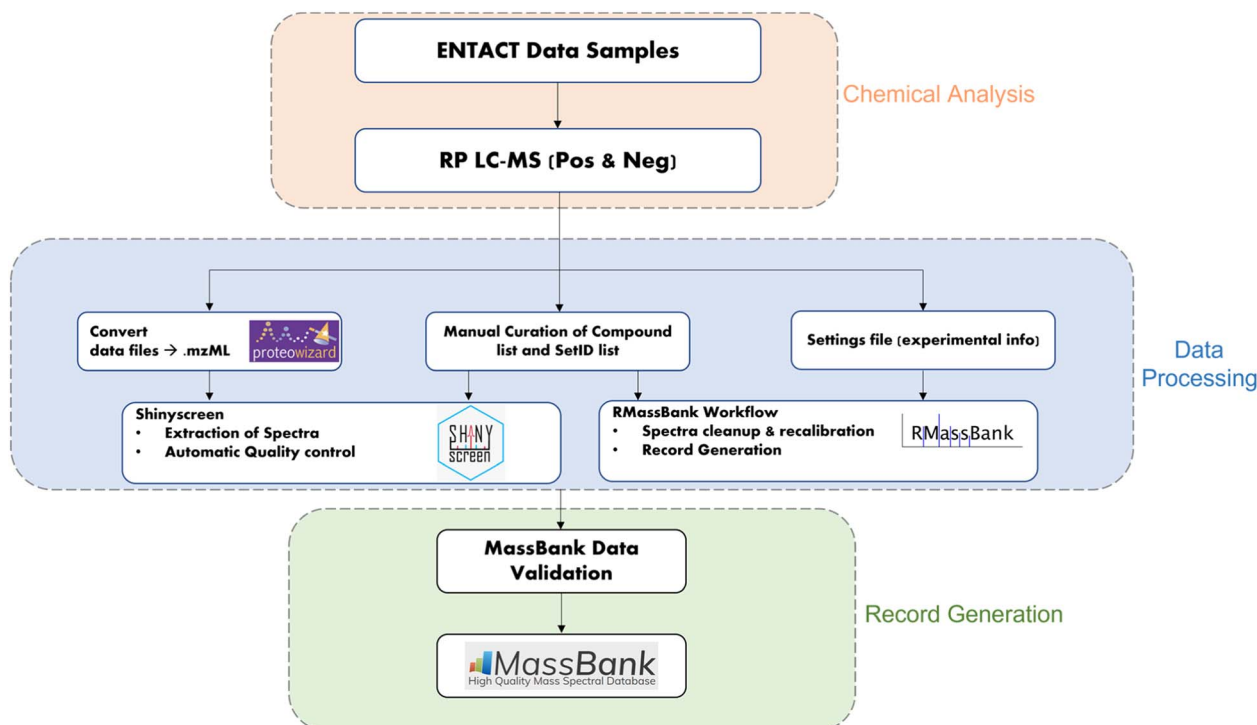 ENTACT Data Samples
Chemical Analysis
RP LC-MS (Pos & Neg)
Convert
data files → .mzML
proteowizard
Manual Curation of Compound
list and SetID list
Settings file (experimental info)
Data
Processing
Shinyscreen
• Extraction of Spectra
• Automatic Quality control
SHINY
screen
RMassBank Workflow
• Spectra cleanup & recalibration
• Record Generation
RMassBank
MassBank Data
Validation
Record Generation
MassBank
High Quality Mass Spectral Database